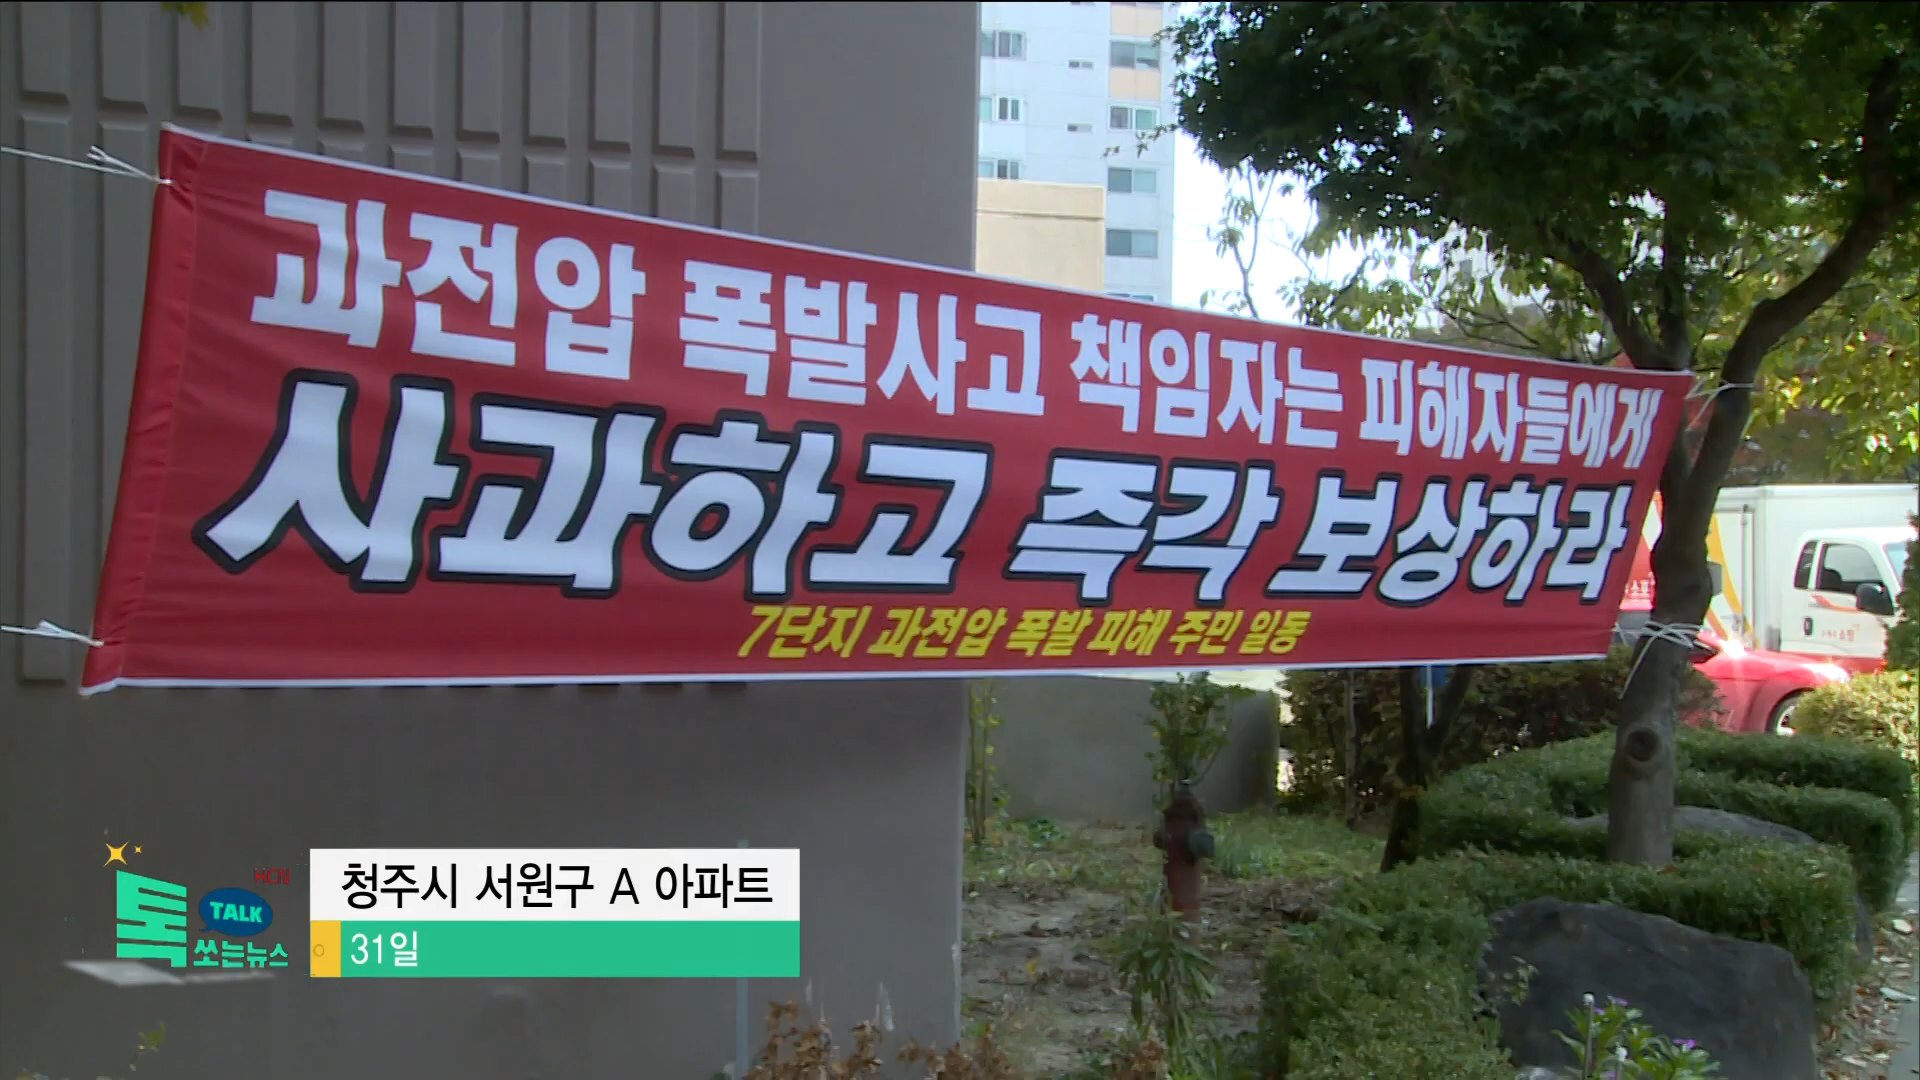 과전압 폭발사고 책임자는 피해자들에게
사과하고 즉각 보상하라
7단지 과전압 폭발 피해 주민 일동
HCN
톡 TALK
쏘는뉴스
청주시 서원구 A 아파트
31일